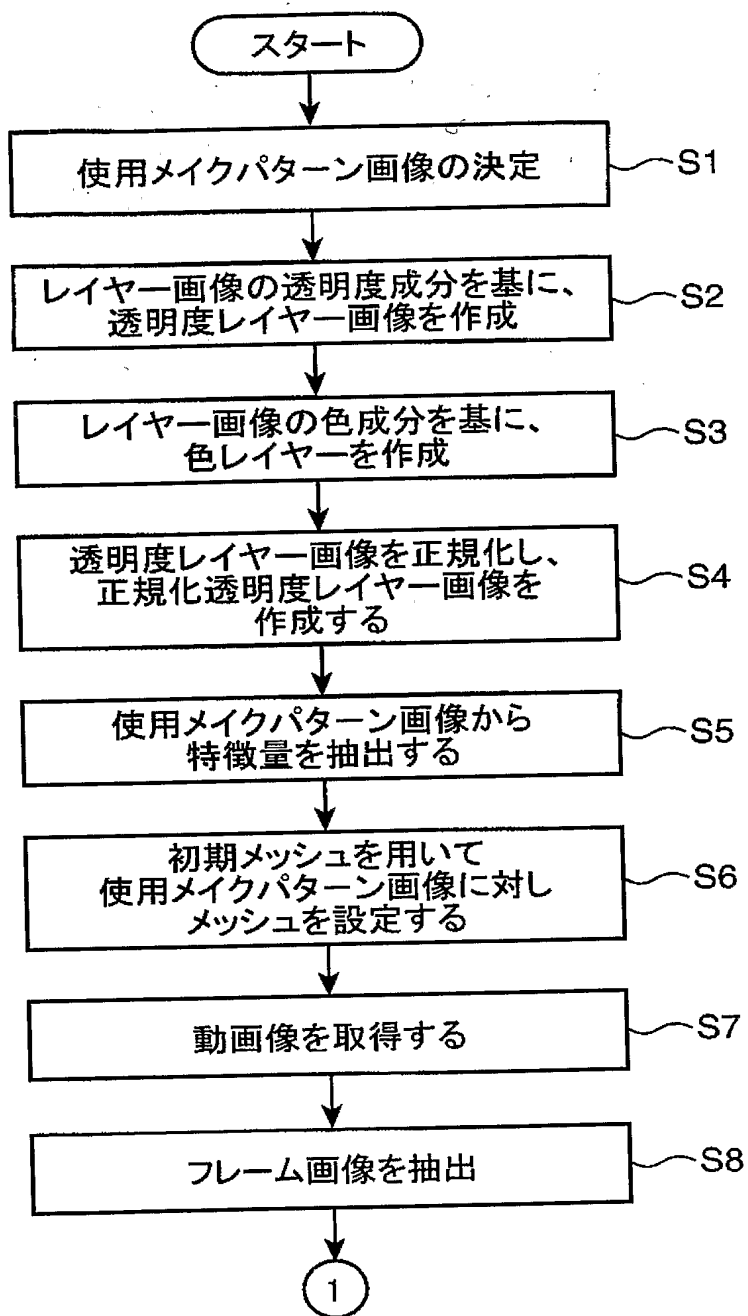 スタート
使用メイクパターン画像の決定
S1
レイヤー画像の透明度成分を基に、
透明度レイヤー画像を作成
S2
レイヤー画像の色成分を基に、
色レイヤーを作成
S3
透明度レイヤー画像を正規化し、
正規化透明度レイヤー画像を
作成する
S4
使用メイクパターン画像から
特徴量を抽出する
S5
初期メッシュを用いて
使用メイクパターン画像に対し
メッシュを設定する
S6
動画像を取得する
S7
フレーム画像を抽出
S8
1